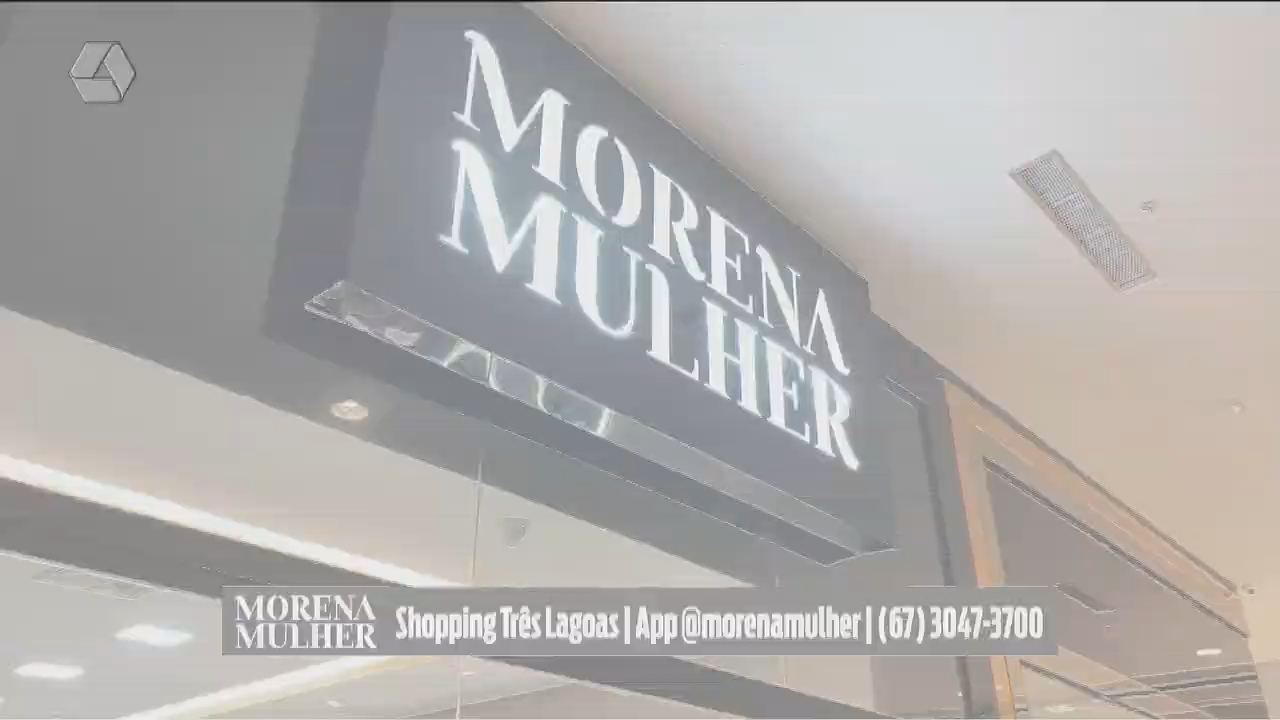 MORENA
MULHER
MORENA
MULHER
Shopping Três Lagoas | App @morenamulher | (67) 3047-3700